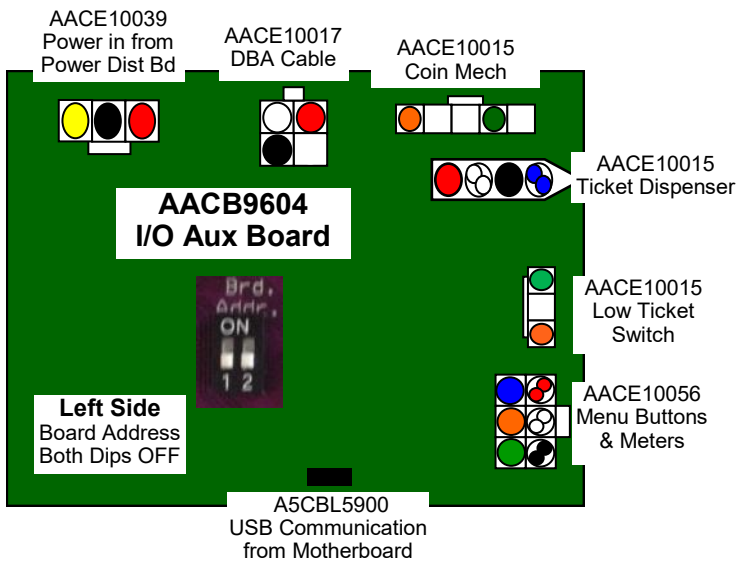 AACE10039
Power in from
Power Dist Bd
AACE10017
DBA Cable
AACE10015
Coin Mech
AACE10015
Ticket Dispenser
AACB9604
I/O Aux Board
Brd.
Addr.
ON
1 2
AACE10015
Low Ticket
Switch
Left Side
Board Address
Both Dips OFF
AACE10056
Menu Buttons
& Meters
A5CBL5900
USB Communication
from Motherboard